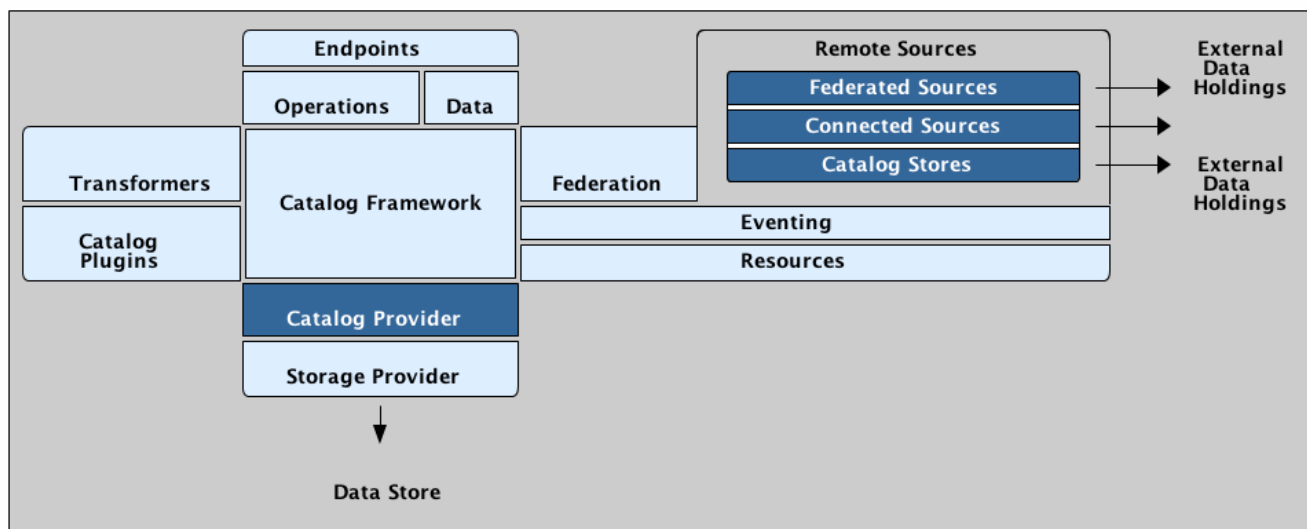 Endpoints
Operations
Data
Transformers
Catalog
Plugins
Catalog Framework
Federation
Remote Sources
Federated Sources
Connected Sources
Catalog Stores
Eventing
Resources
Catalog Provider
Storage Provider
Data Store
External
Data
Holdings
External
Data
Holdings